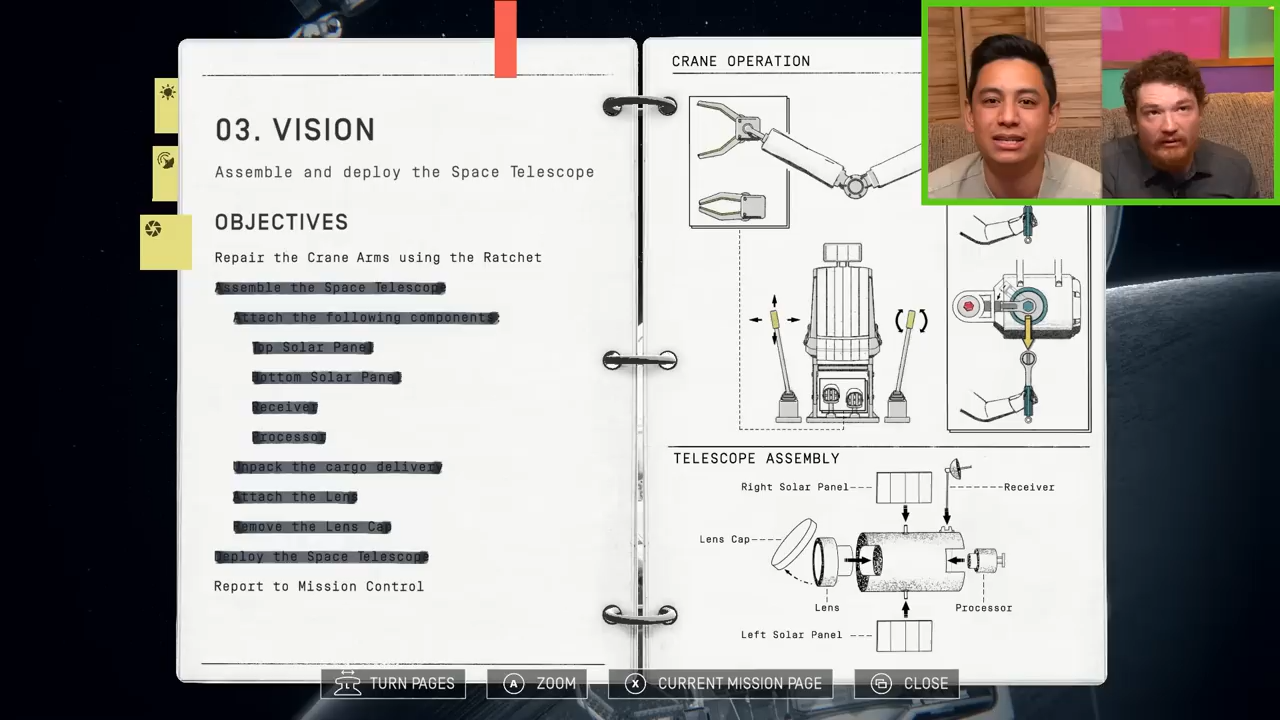 03. VISION
Assemble and deploy the Space Telescope
OBJECTIVES
Repair the Crane Arms using the Ratchet
Assemble the Space Telescope
Attach the following components:
Top Solar Panel
Bottom Solar Panel
Receiver
Processor
Unpack the cargo delivery
Attach the Lens
Remove the Lens Cap
Deploy the Space Telescope
Report to Mission Control
CRANE OPERATION
TELESCOPE ASSEMBLY
Right Solar Panel
Receiver
Lens Cap
Lens
Processor
Left Solar Panel
L TURN PAGES
A ZOOM
X CURRENT MISSION PAGE
CLOSE